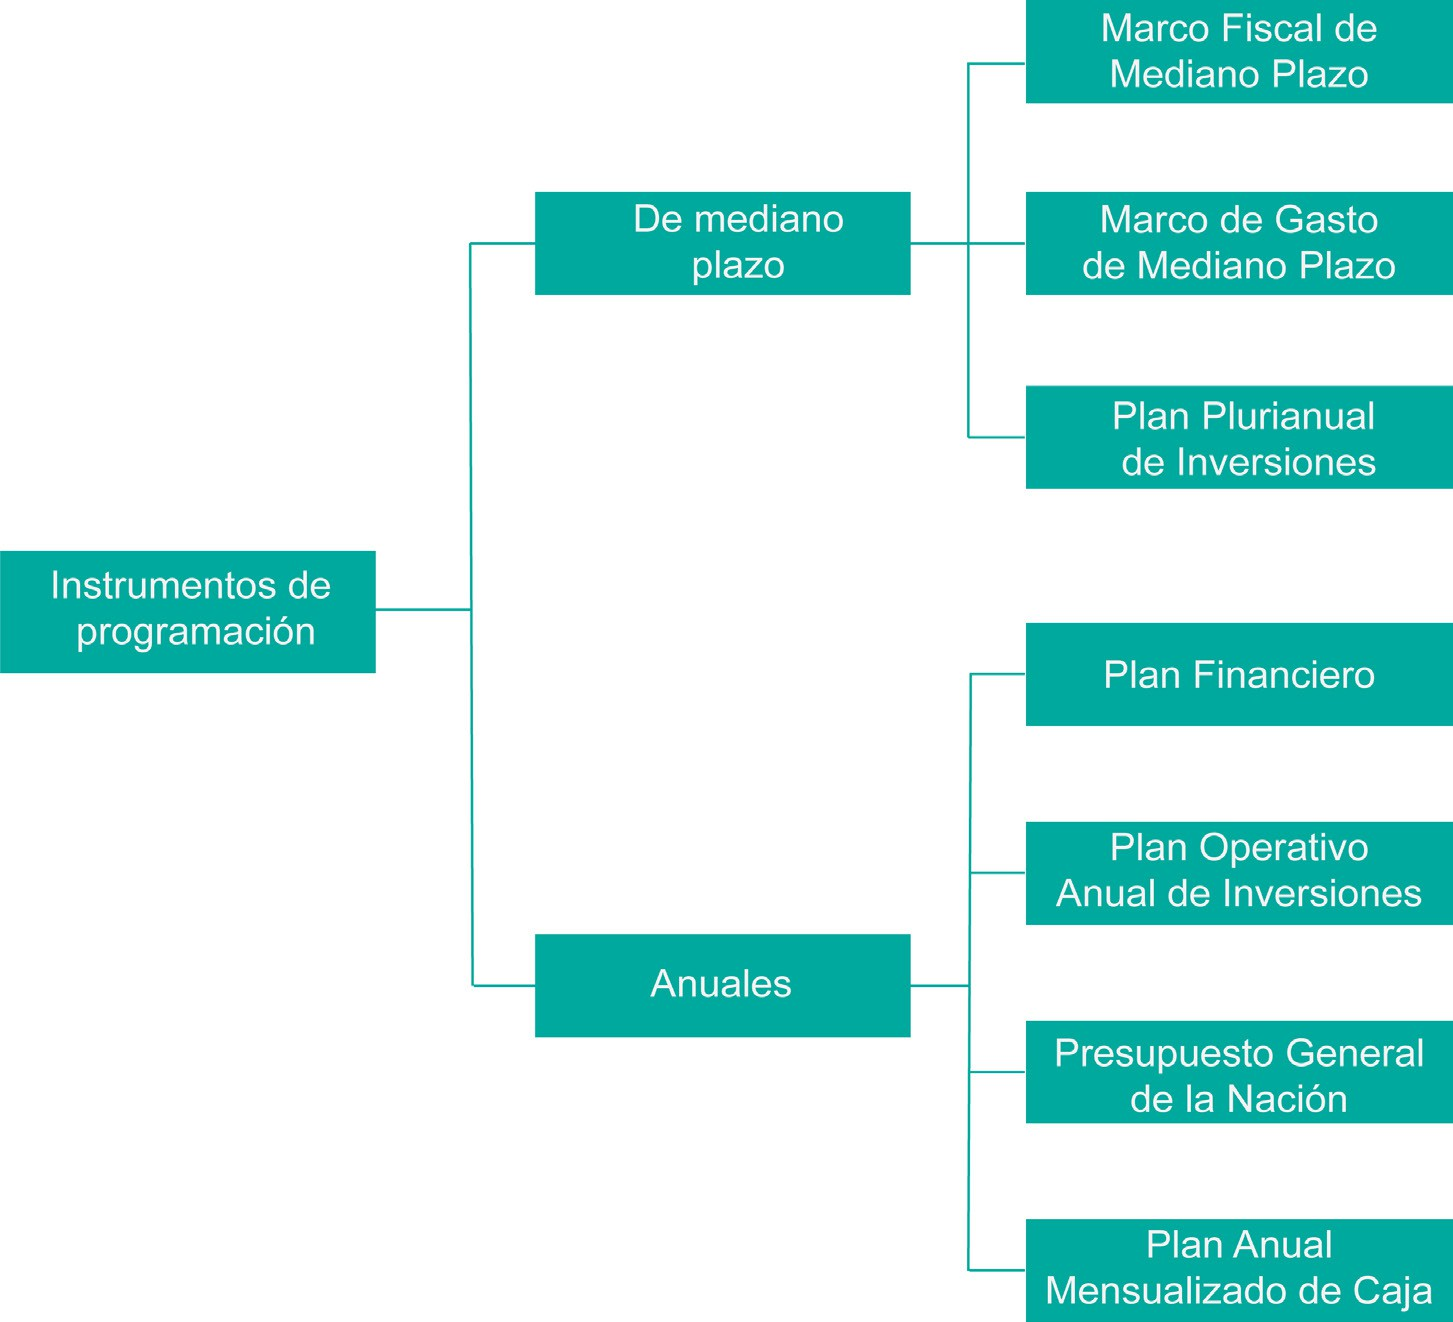 Instrumentos de
programación
De mediano
plazo
Marco Fiscal de
Mediano Plazo
Marco de Gasto
de Mediano Plazo
Plan Plurianual
de Inversiones
Anuales
Plan Financiero
Plan Operativo
Anual de Inversiones
Presupuesto General
de la Nación
Plan Anual
Mensualizado de Caja